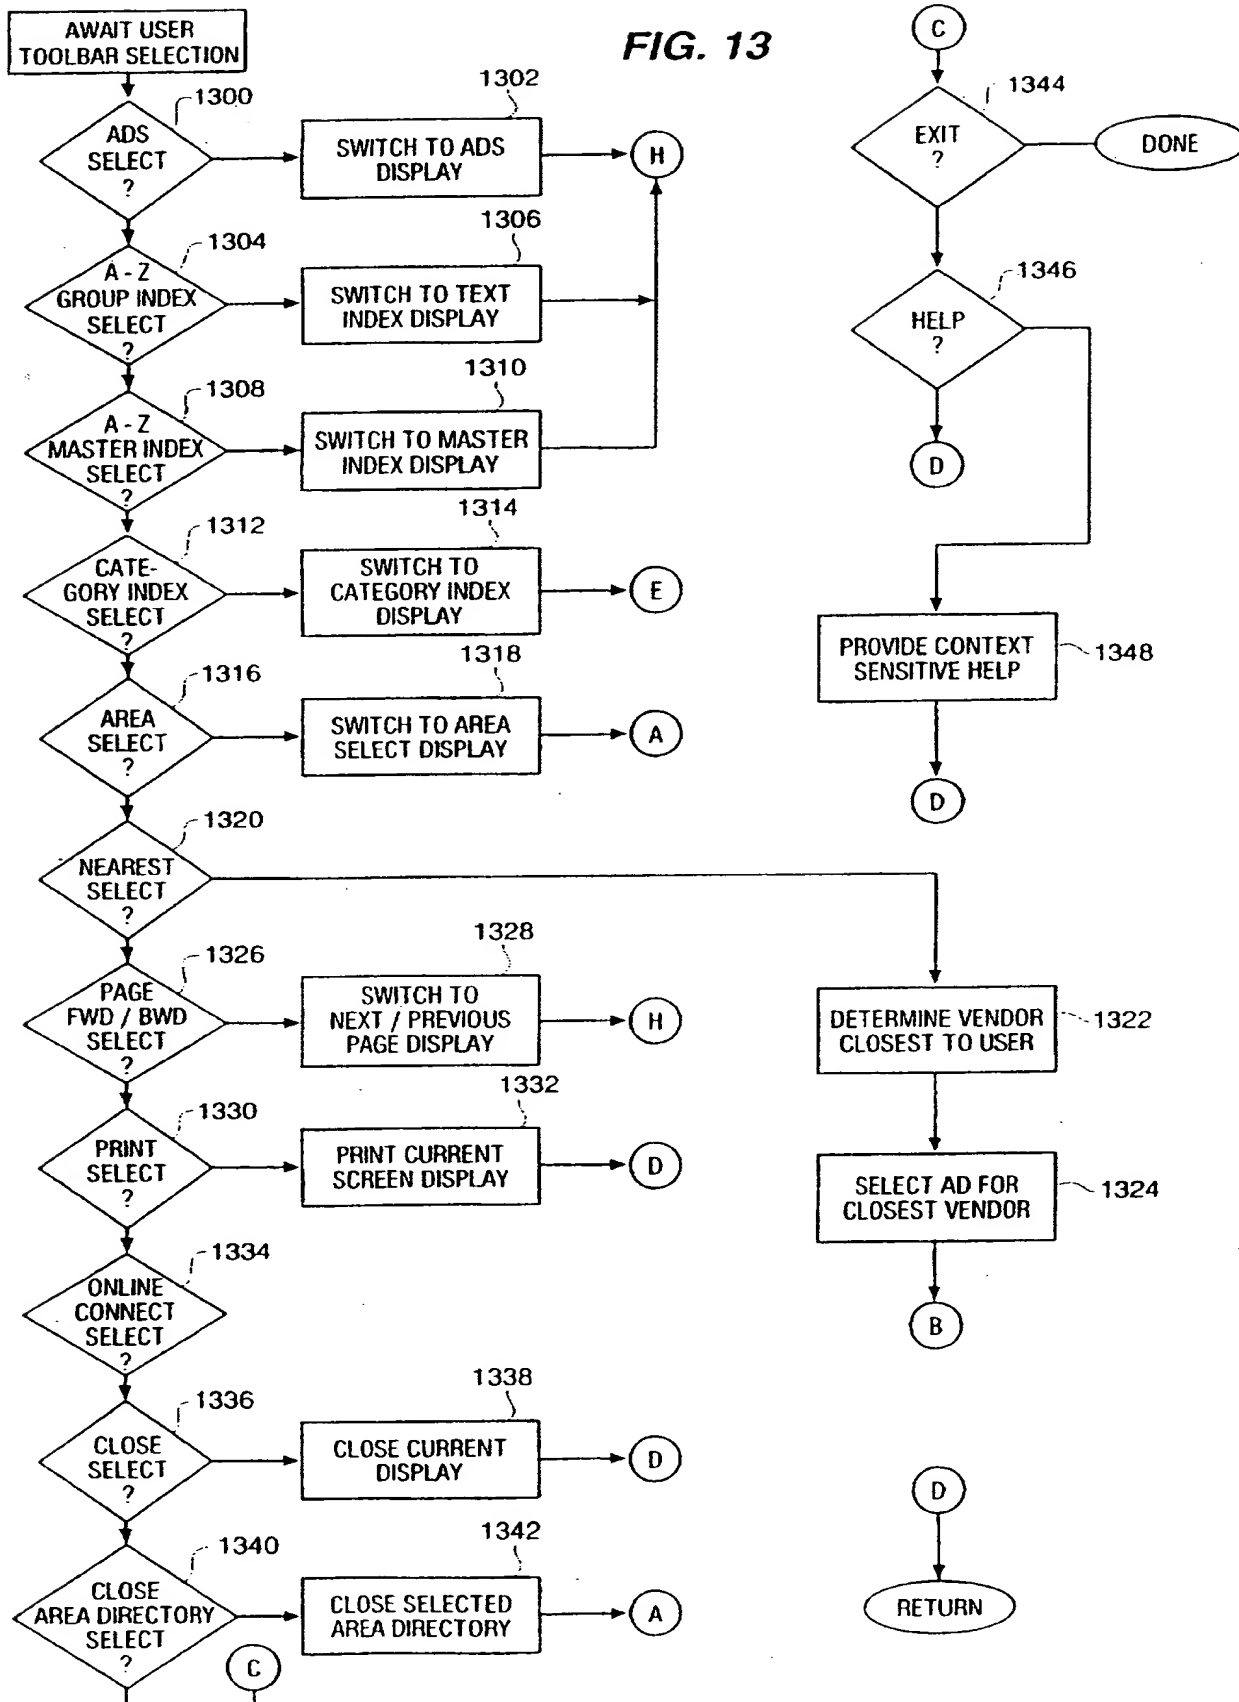 AWAIT USER
TOOLBAR SELECTION
FIG. 13
1300
ADS
SELECT
?
1302
SWITCH TO ADS
DISPLAY
H
1304
A - Z
GROUP INDEX
SELECT
?
1306
SWITCH TO TEXT
INDEX DISPLAY
1308
A - Z
MASTER INDEX
SELECT
?
1310
SWITCH TO MASTER
INDEX DISPLAY
1312
CATE-
GORY INDEX
SELECT
?
1314
SWITCH TO
CATEGORY INDEX
DISPLAY
E
1316
AREA
SELECT
?
1318
SWITCH TO AREA
SELECT DISPLAY
A
1320
NEAREST
SELECT
?
1326
PAGE
FWD / BWD
SELECT
?
1328
SWITCH TO
NEXT / PREVIOUS
PAGE DISPLAY
H
1330
PRINT
SELECT
?
1332
PRINT CURRENT
SCREEN DISPLAY
D
1334
ONLINE
CONNECT
SELECT
?
1336
CLOSE
SELECT
?
1338
CLOSE CURRENT
DISPLAY
D
1340
CLOSE
AREA DIRECTORY
SELECT
?
1342
CLOSE SELECTED
AREA DIRECTORY
A
C
C
1344
EXIT
?
DONE
1346
HELP
?
D
PROVIDE CONTEXT
SENSITIVE HELP
1348
D
DETERMINE VENDOR
CLOSEST TO USER
1322
SELECT AD FOR
CLOSEST VENDOR
1324
B
D
RETURN